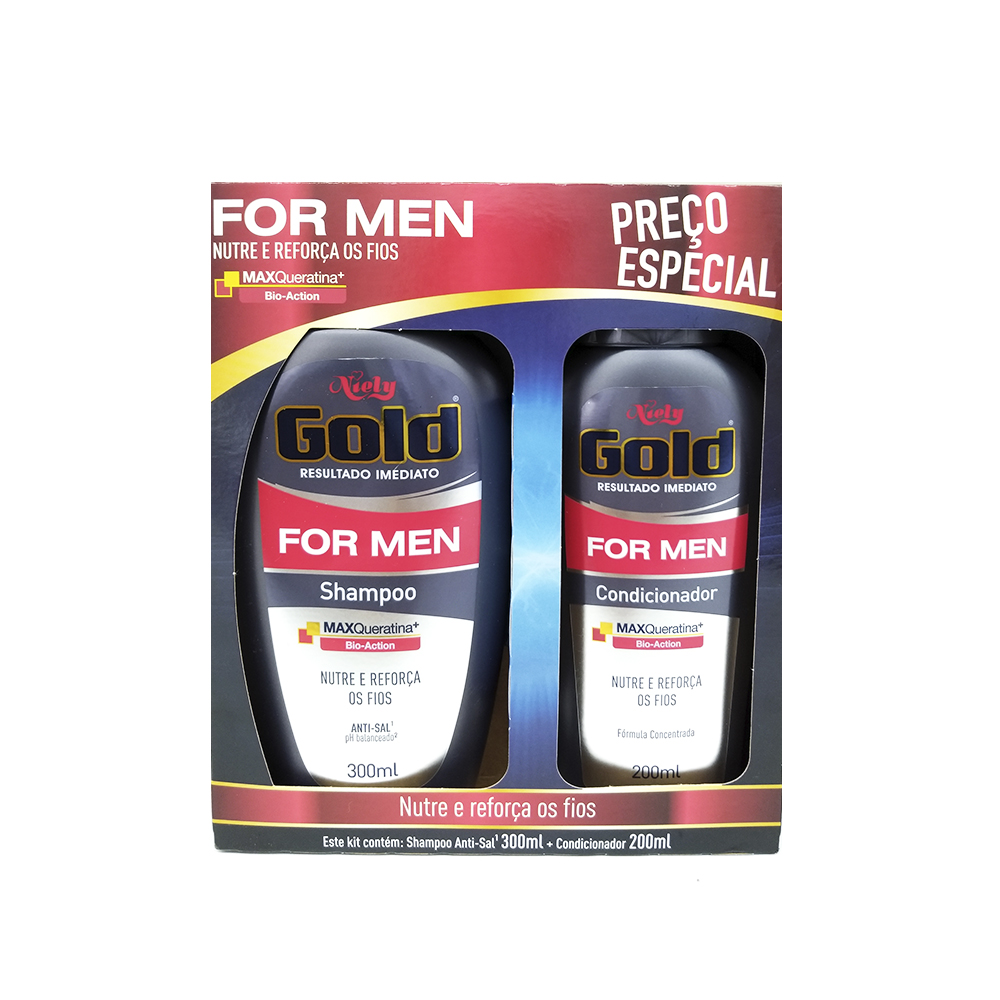 FOR MEN
NUTRE E REFORÇA OS FIOS
MAXQueratina+
Bio-Action
PREÇO
ESPECIAL
Niely
Gold®
RESULTADO IMEDIATO
FOR MEN
Shampoo
MAXQueratina+
Bio-Action
NUTRE E REFORÇA
OS FIOS
ANTI-SAL¹
pH balanceado²
300ml
Niely
Gold®
RESULTADO IMEDIATO
FOR MEN
Condicionador
MAXQueratina+
Bio-Action
NUTRE E REFORÇA
OS FIOS
Fórmula Concentrada
200ml
Nutre e reforça os fios
Este kit contém: Shampoo Anti-Sal¹ 300ml + Condicionador 200ml